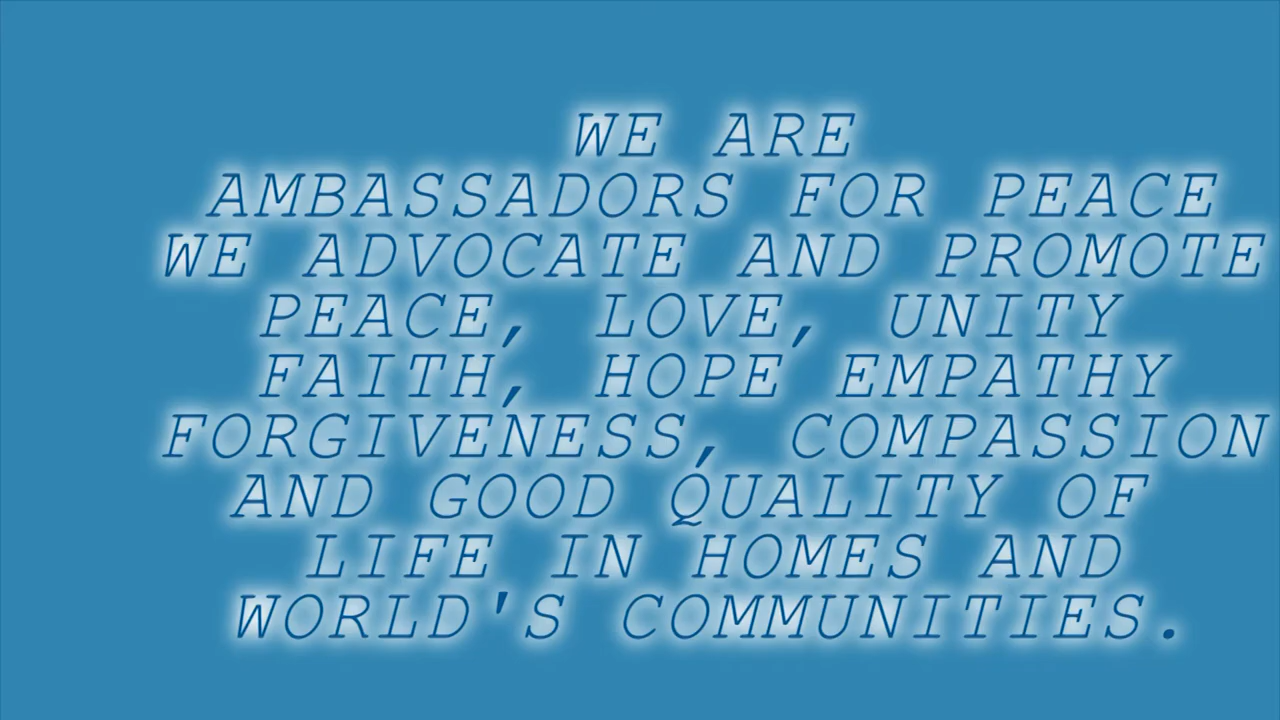 WE ARE
AMBASSADORS FOR PEACE
WE ADVOCATE AND PROMOTE
PEACE, LOVE, UNITY
FAITH, HOPE EMPATHY
FORGIVENESS, COMPASSION
AND GOOD QUALITY OF
LIFE IN HOMES AND
WORLD'S COMMUNITIES.